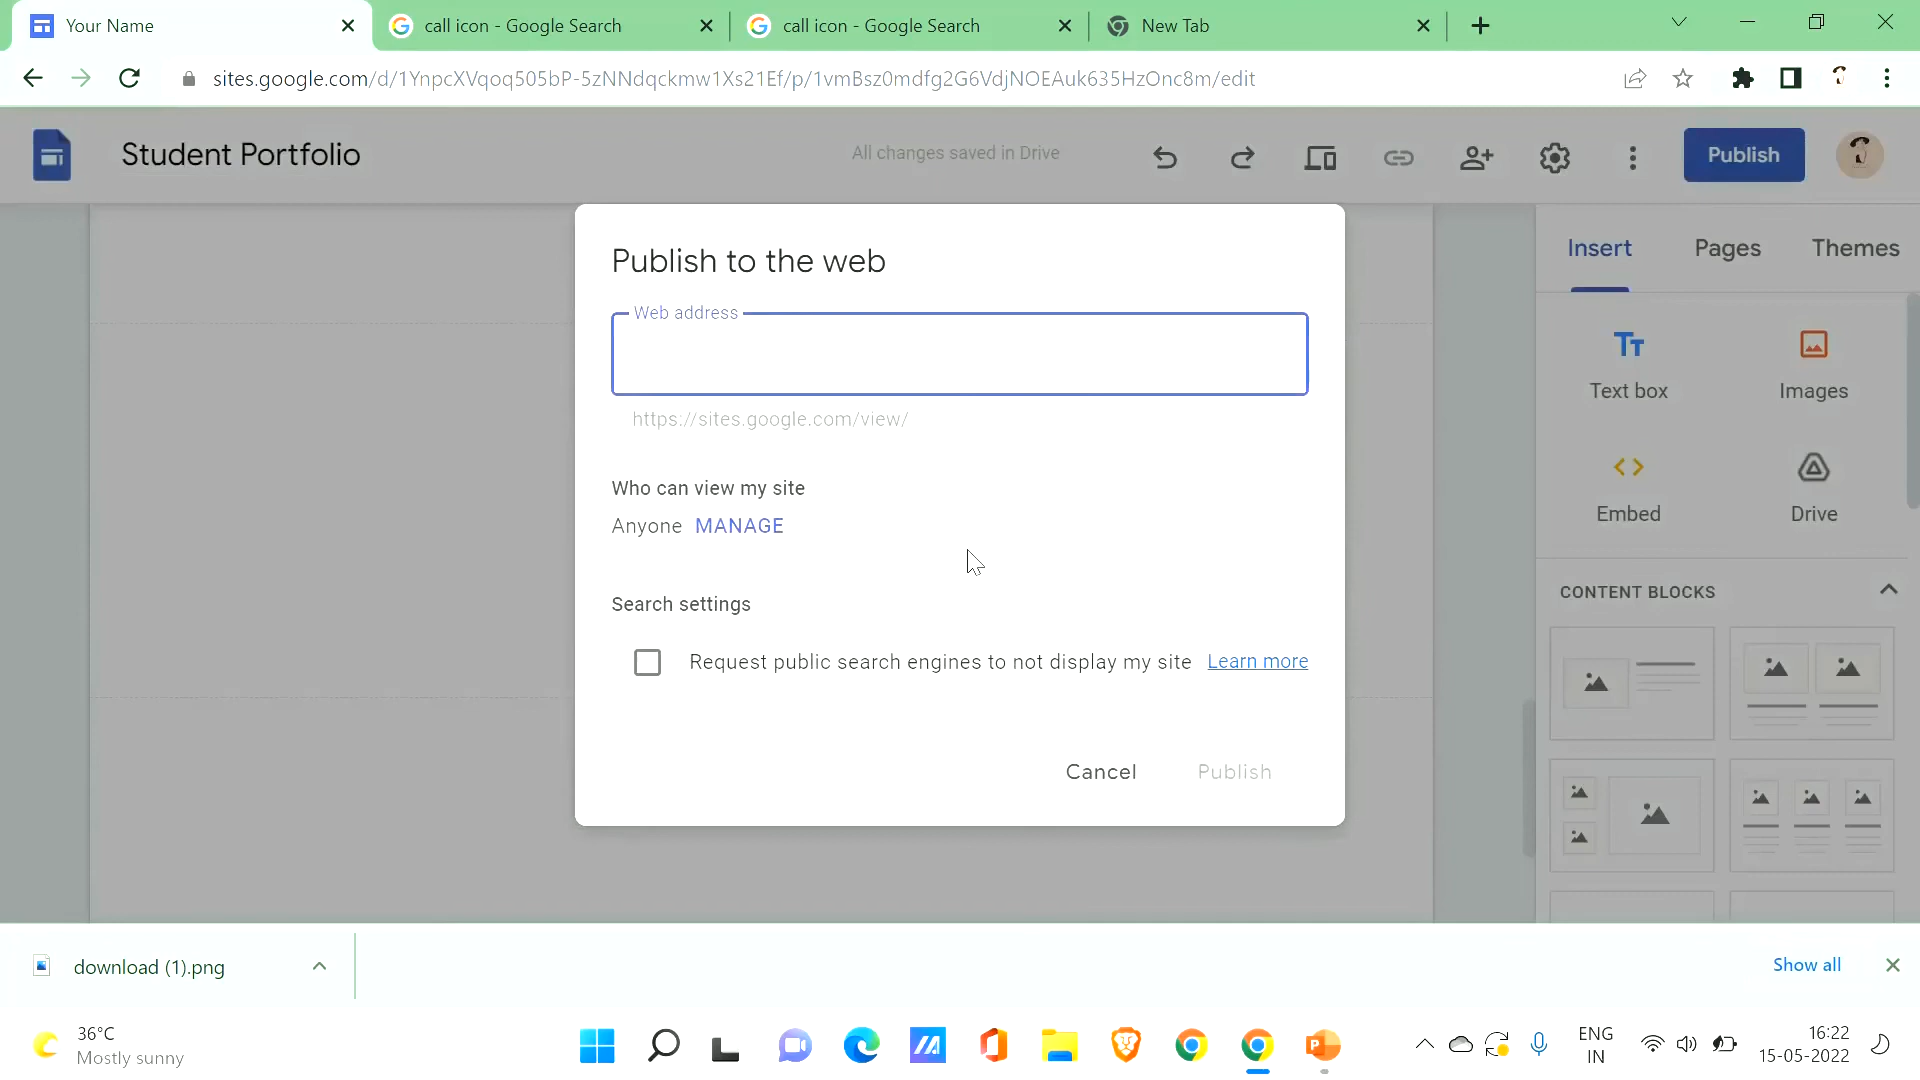 Your Name
call icon - Google Search
call icon - Google Search
New Tab
sites.google.com/d/1YnpcXVqoq505bP-5zNNdqckmw1Xs21Ef/p/1vmBsz0mdfg2G6VdjNOEAuk635HzOnc8m/edit
Student Portfolio
All changes saved in Drive
Publish
Insert
Pages
Themes
Publish to the web
Web address
https://sites.google.com/view/
Who can view my site
Anyone MANAGE
Search settings
Request public search engines to not display my site Learn more
Cancel
Publish
Text box
Images
Embed
Drive
CONTENT BLOCKS
download (1).png
Show all
36°C
Mostly sunny
ENG
IN
16:22
15-05-2022